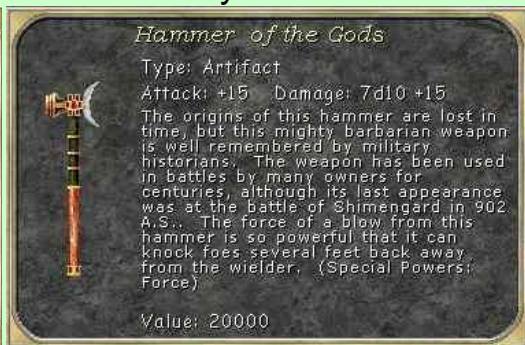 Hammer of the Gods
Type: Artifact
Attack: +15 Damage: 7d10 +15
The origins of this hammer are lost in
time, but this mighty barbarian weapon
is well remembered by military
historians. The weapon has been used
in battles by many owners for
centuries, although its last appearance
was at the battle of Shimengard in 902
A.S.. The force of a blow from this
hammer is so powerful that it can
knock foes several feet back away
from the wielder. (Special Powers:
Force)
Value: 20000